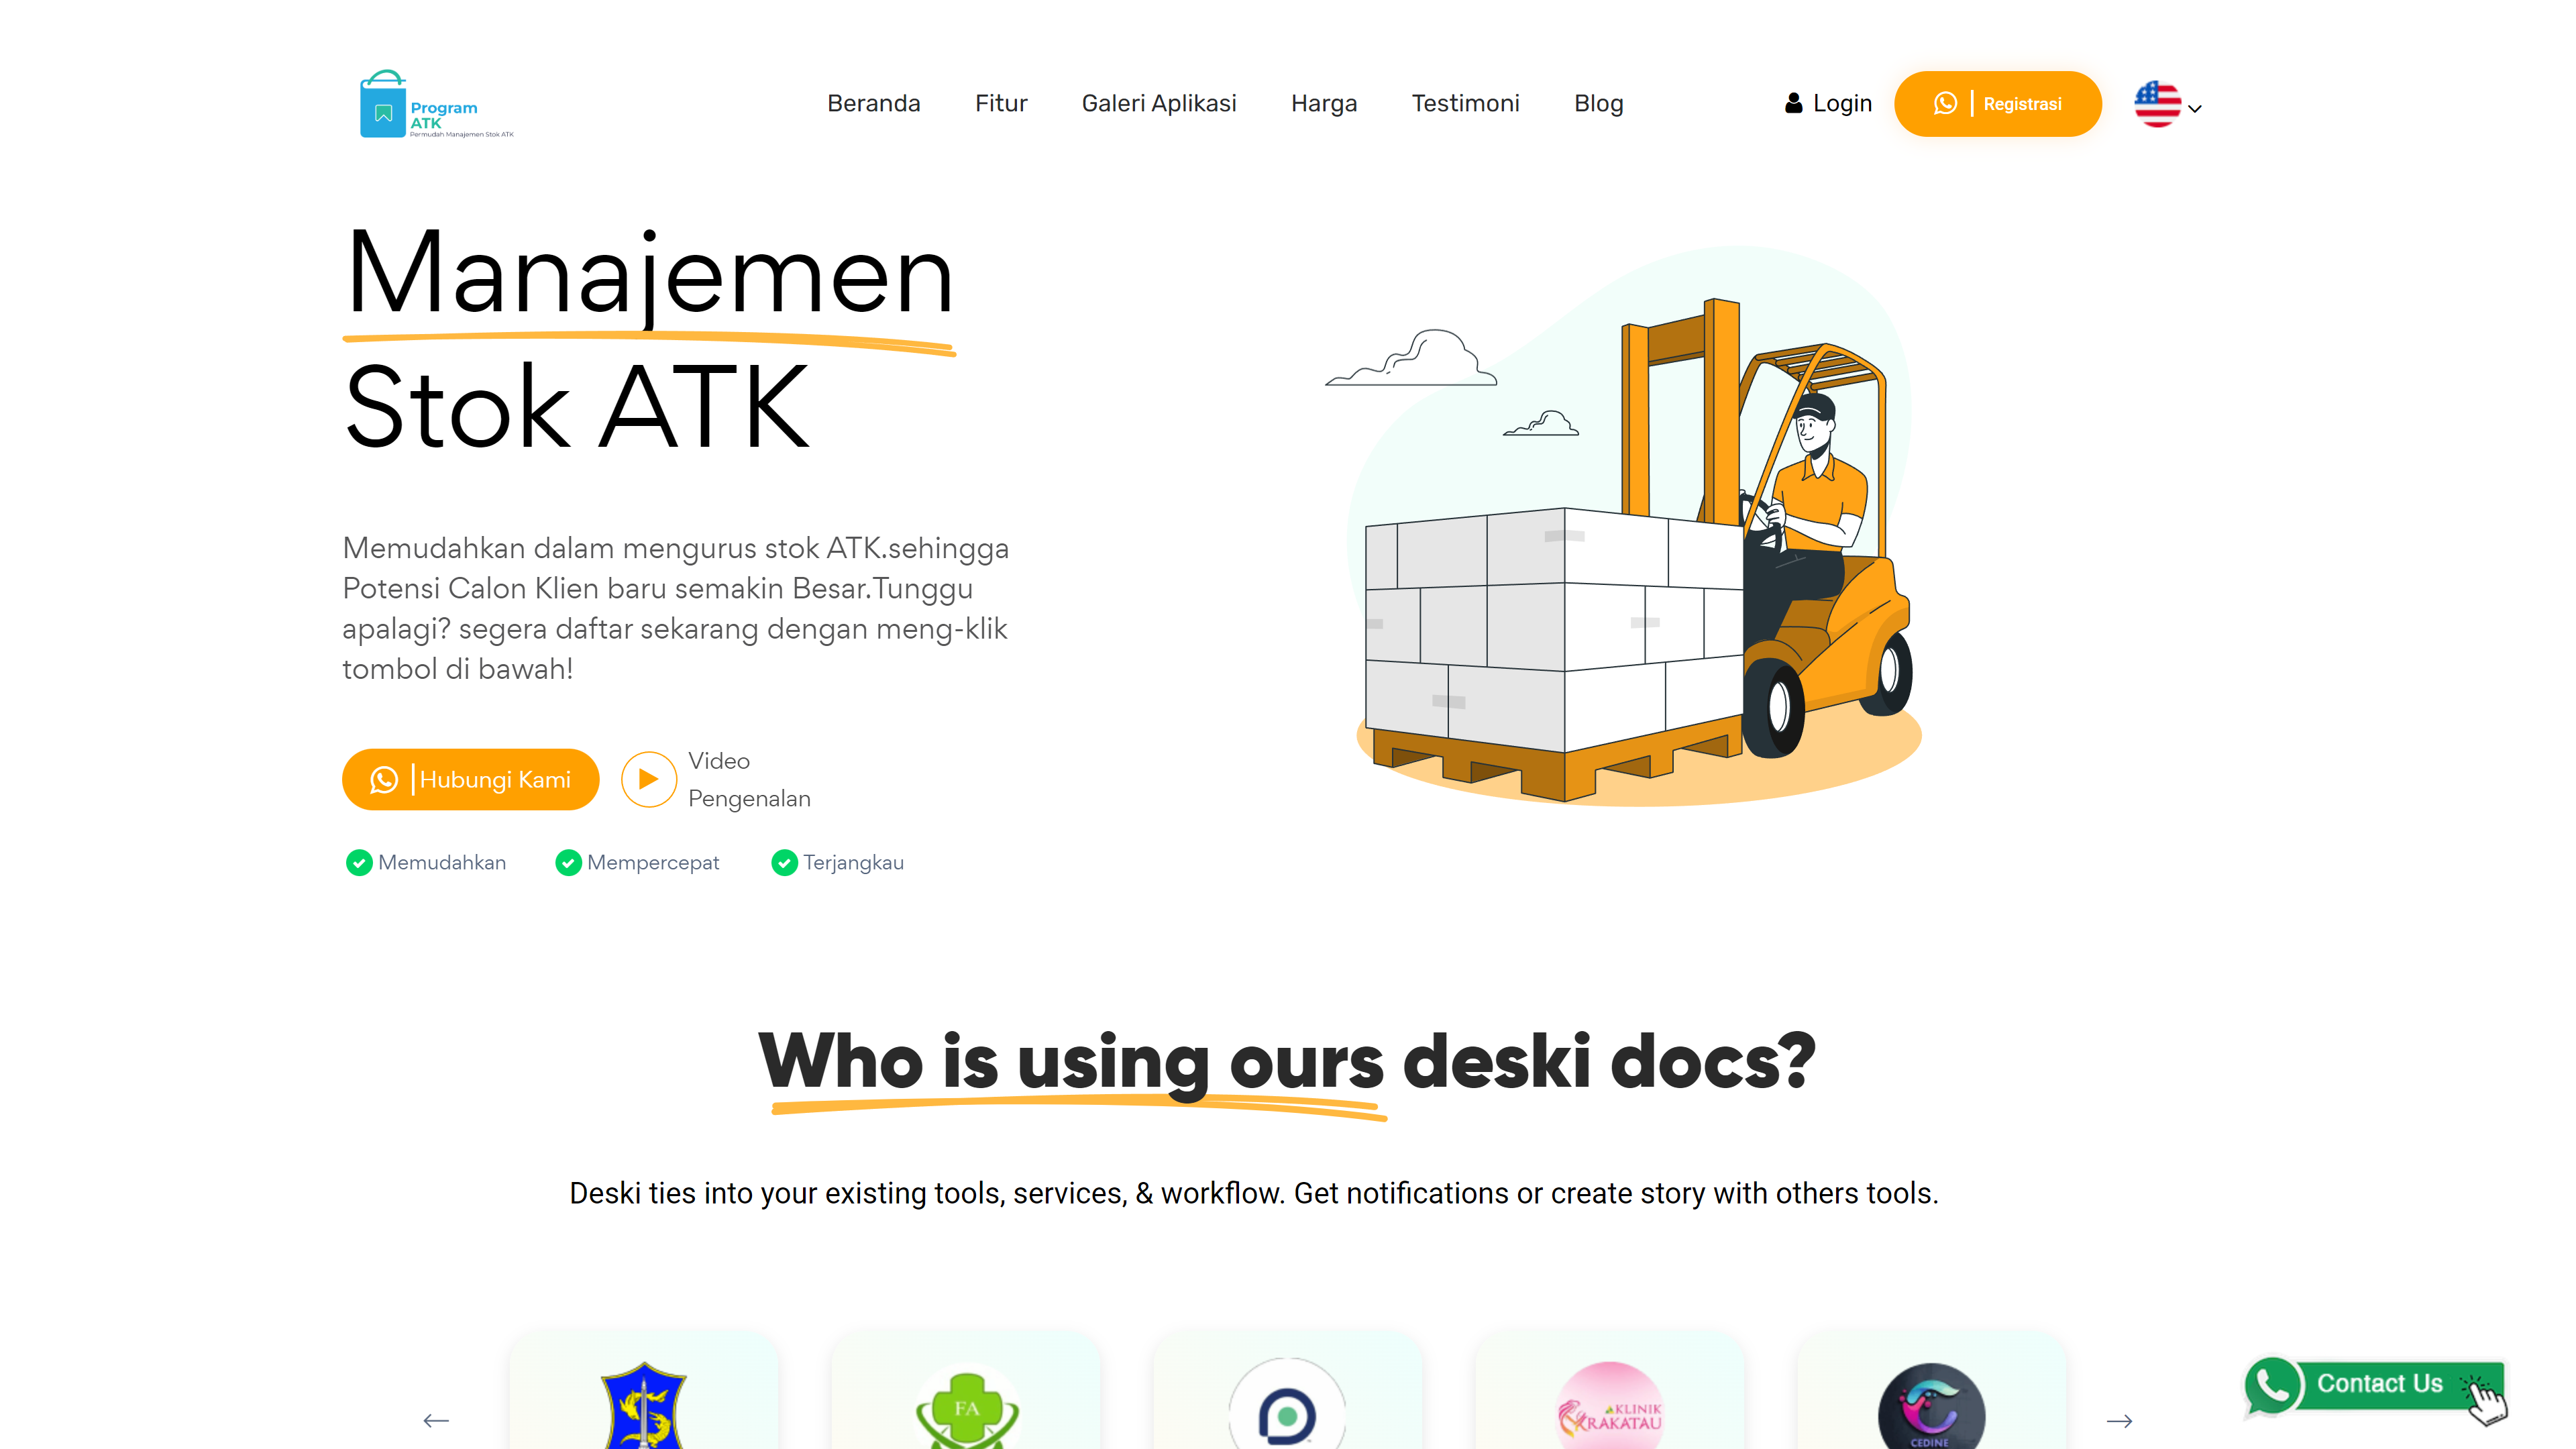 Program
ATK
Permudah Manajemen Stok ATK
Beranda
Fitur
Galeri Aplikasi
Harga
Testimoni
Blog
Login
Registrasi
Manajemen
Stok ATK
Memudahkan dalam mengurus stok ATK.sehingga
Potensi Calon Klien baru semakin Besar.Tunggu
apalagi? segera daftar sekarang dengan meng-klik
tombol di bawah!
Hubungi Kami
Video
Pengenalan
Memudahkan
Mempercepat
Terjangkau
Who is using ours deski docs?
Deski ties into your existing tools, services, & workflow. Get notifications or create story with others tools.
FA
KLINIK
KRAKATAU
CEDINE
Contact Us